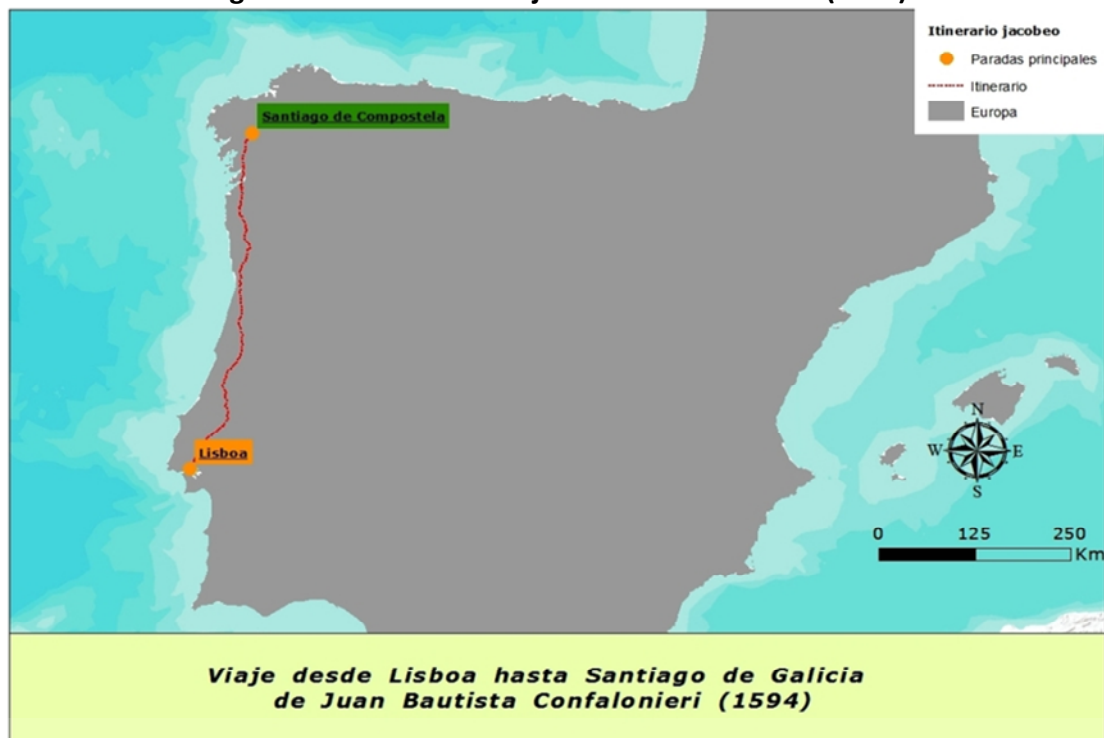 Itinerario jacobeo
Paradas principales
Itinerario
Europa
Santiago de Compostela
Lisboa
N
W E
S
0 125 250
Km
Viaje desde Lisboa hasta Santiago de Galicia
de Juan Bautista Confalonieri (1594)